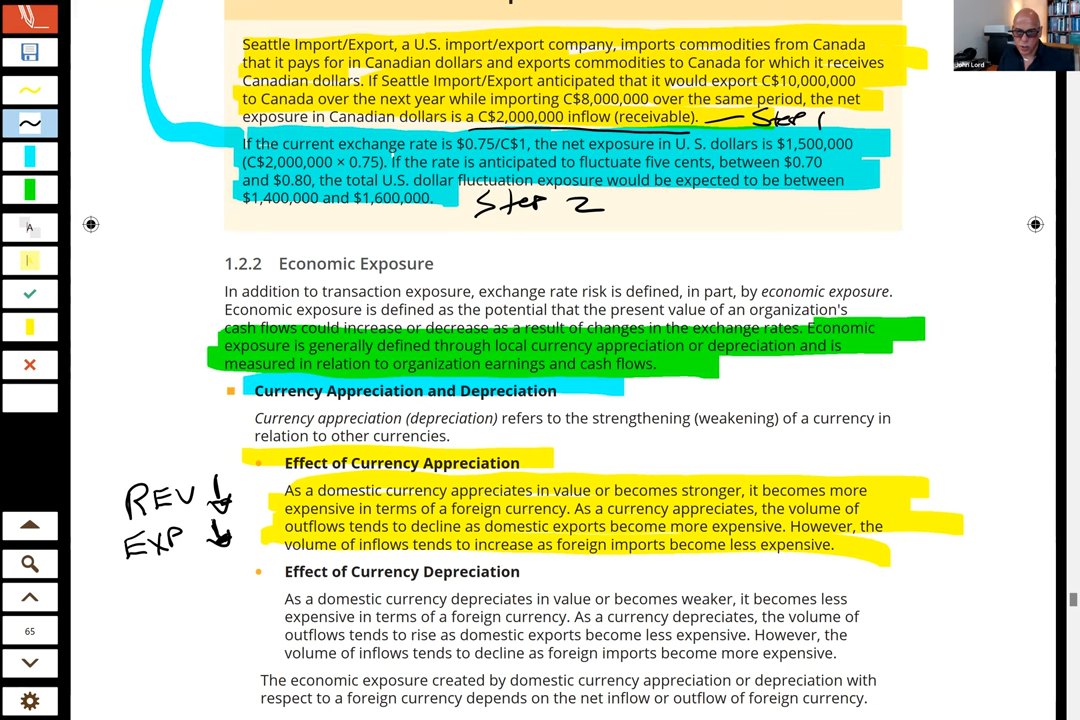 Seattle Import/Export, a U.S. import/export company, imports commodities from Canada
that it pays for in Canadian dollars and exports commodities to Canada for which it receives
Canadian dollars. If Seattle Import/Export anticipated that it would export C$10,000,000
to Canada over the next year while importing C$8,000,000 over the same period, the net
exposure in Canadian dollars is a C$2,000,000 inflow (receivable). — Step 1
If the current exchange rate is $0.75/C$1, the net exposure in U. S. dollars is $1,500,000
(C$2,000,000 × 0.75). If the rate is anticipated to fluctuate five cents, between $0.70
and $0.80, the total U.S. dollar fluctuation exposure would be expected to be between
$1,400,000 and $1,600,000.
Step 2
1.2.2 Economic Exposure
In addition to transaction exposure, exchange rate risk is defined, in part, by economic exposure.
Economic exposure is defined as the potential that the present value of an organization's
cash flows could increase or decrease as a result of changes in the exchange rates. Economic
exposure is generally defined through local currency appreciation or depreciation and is
measured in relation to organization earnings and cash flows.
Currency Appreciation and Depreciation
Currency appreciation (depreciation) refers to the strengthening (weakening) of a currency in
relation to other currencies.
Effect of Currency Appreciation
As a domestic currency appreciates in value or becomes stronger, it becomes more
expensive in terms of a foreign currency. As a currency appreciates, the volume of
outflows tends to decline as domestic exports become more expensive. However, the
volume of inflows tends to increase as foreign imports become less expensive.
REV ↓
EXP ↓
Effect of Currency Depreciation
As a domestic currency depreciates in value or becomes weaker, it becomes less
expensive in terms of a foreign currency. As a currency depreciates, the volume of
outflows tends to rise as domestic exports become less expensive. However, the
volume of inflows tends to decline as foreign imports become more expensive.
The economic exposure created by domestic currency appreciation or depreciation with
respect to a foreign currency depends on the net inflow or outflow of foreign currency.
65
A
John Lord